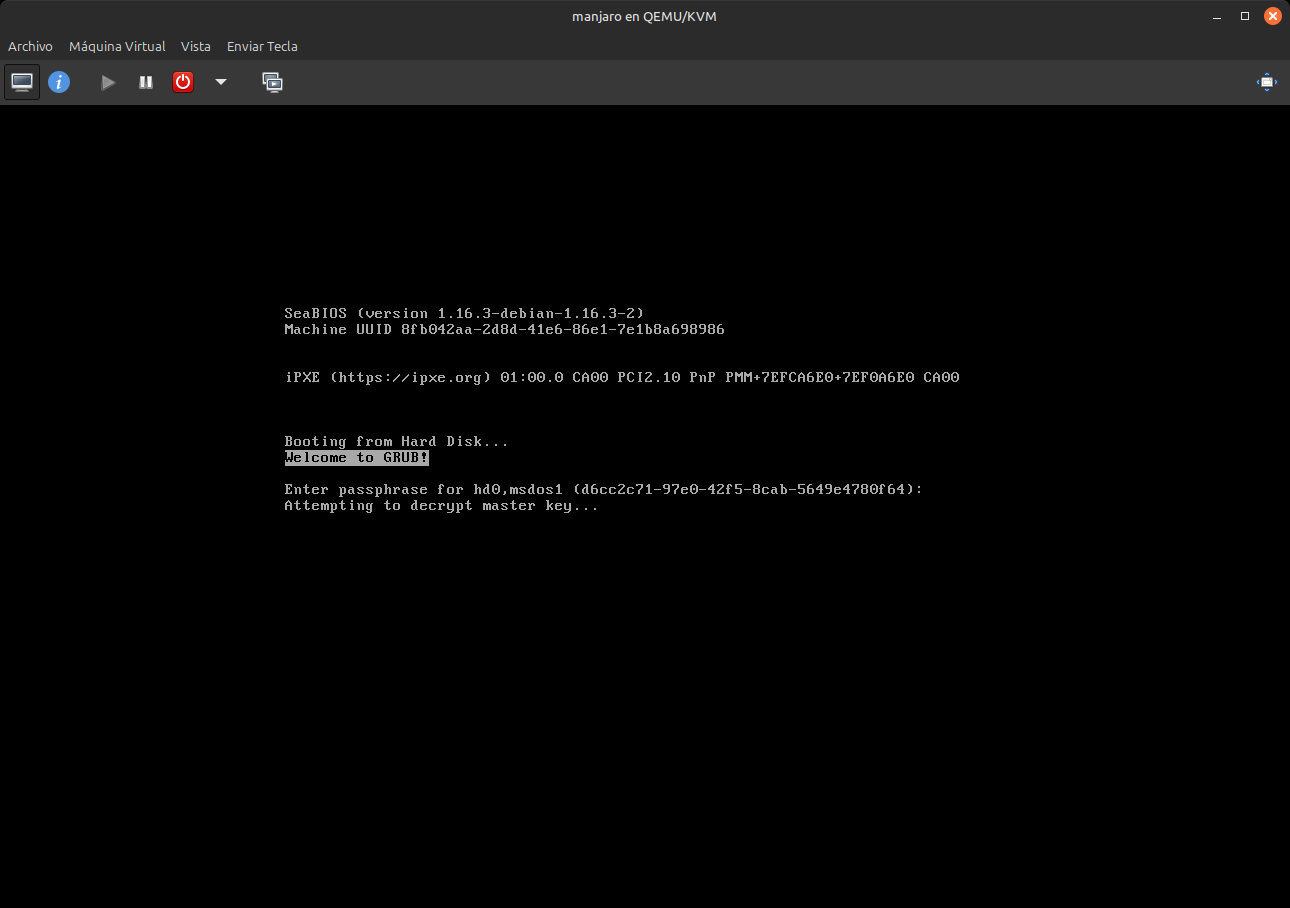 manjaro en QEMU/KVM
Archivo Máquina Virtual Vista Enviar Tecla
SeaBIOS (version 1.16.3-debian-1.16.3-2)
Machine UUID 8fb042aa-2d8d-41e6-86e1-7e1b8a698986
iPXE (https://ipxe.org) 01:00.0 CA00 PCI2.10 PnP PMM+7EFCA6E0+7EF0A6E0 CA00
Booting from Hard Disk...
Welcome to GRUB!
Enter passphrase for hd0,msdos1 (d6cc2c71-97e0-42f5-8cab-5649e4780f64):
Attempting to decrypt master key...